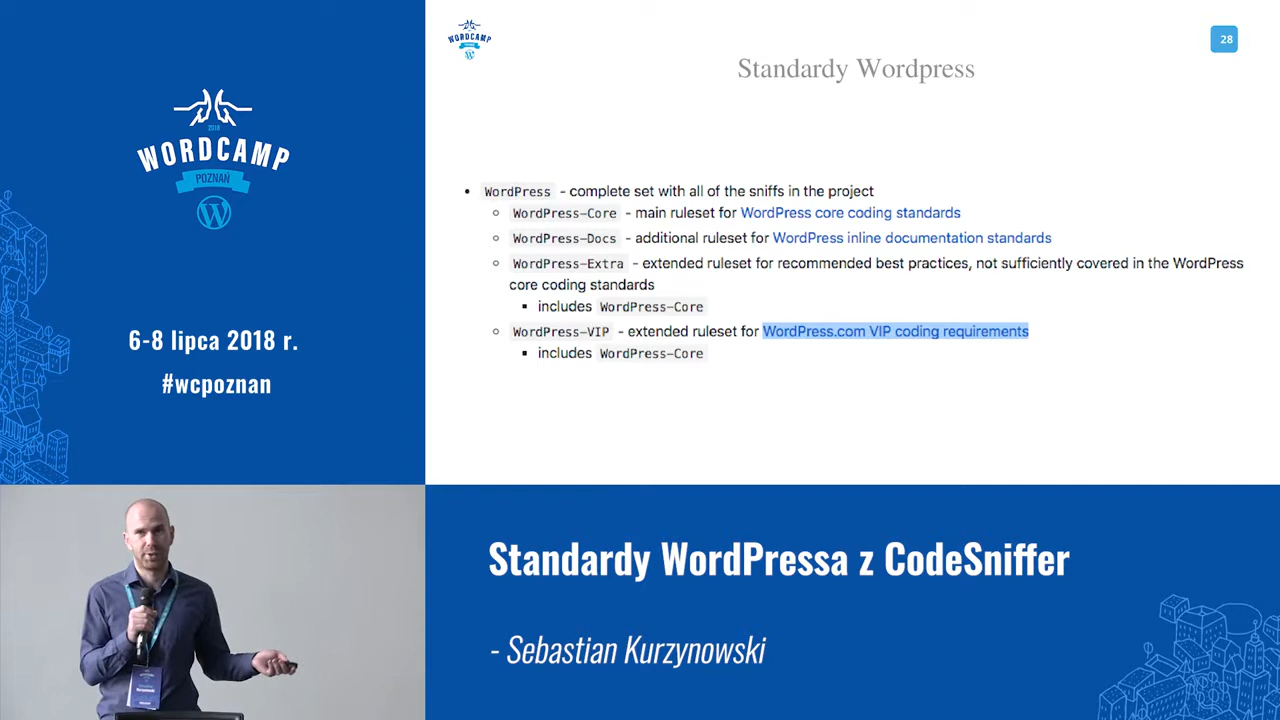 2018
WORDCAMP
POZNAŃ
6-8 lipca 2018 r.
#wcpoznan
WORDCAMP
28
Standardy Wordpress
WordPress - complete set with all of the sniffs in the project
WordPress-Core - main ruleset for WordPress core coding standards
WordPress-Docs - additional ruleset for WordPress inline documentation standards
WordPress-Extra - extended ruleset for recommended best practices, not sufficiently covered in the WordPress
core coding standards
includes WordPress-Core
WordPress-VIP - extended ruleset for WordPress.com VIP coding requirements
includes WordPress-Core
Standardy WordPressa z CodeSniffer
- Sebastian Kurzynowski